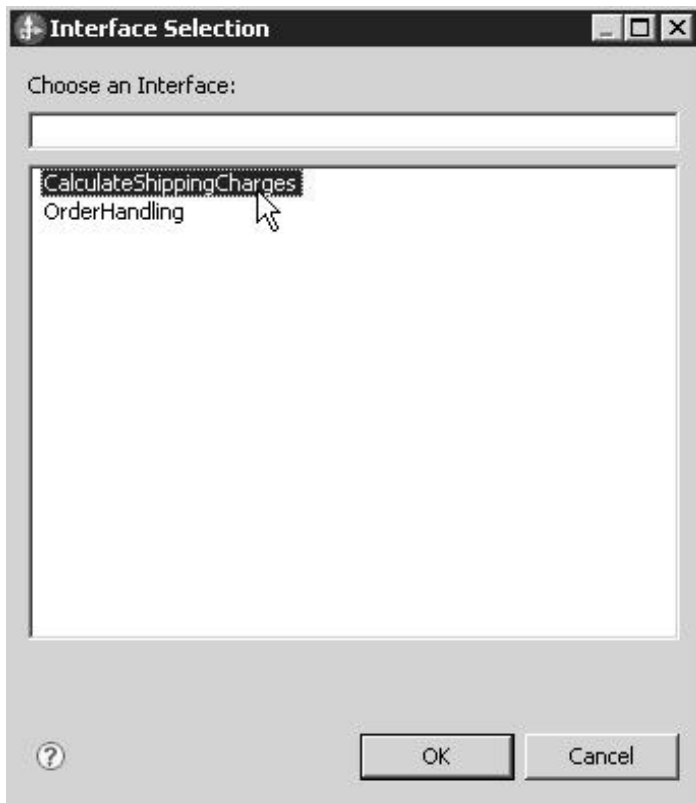 Interface Selection
Choose an Interface:
CalculateShippingCharges
OrderHandling
?
OK
Cancel